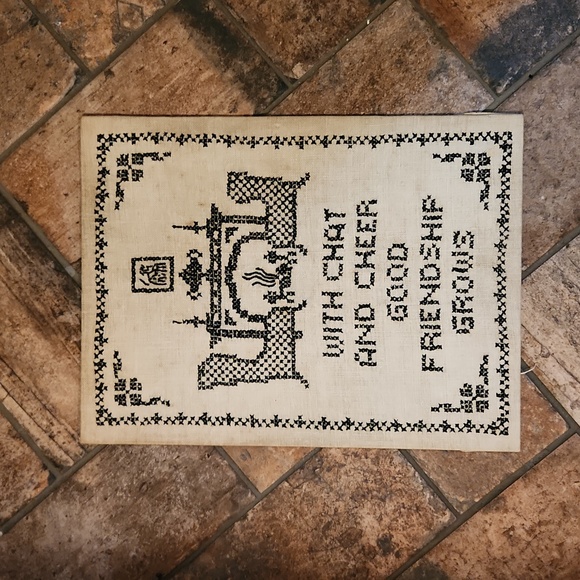 WITH CHAT
AND CHEER
GOOD
FRIENDSHIP
GROWS